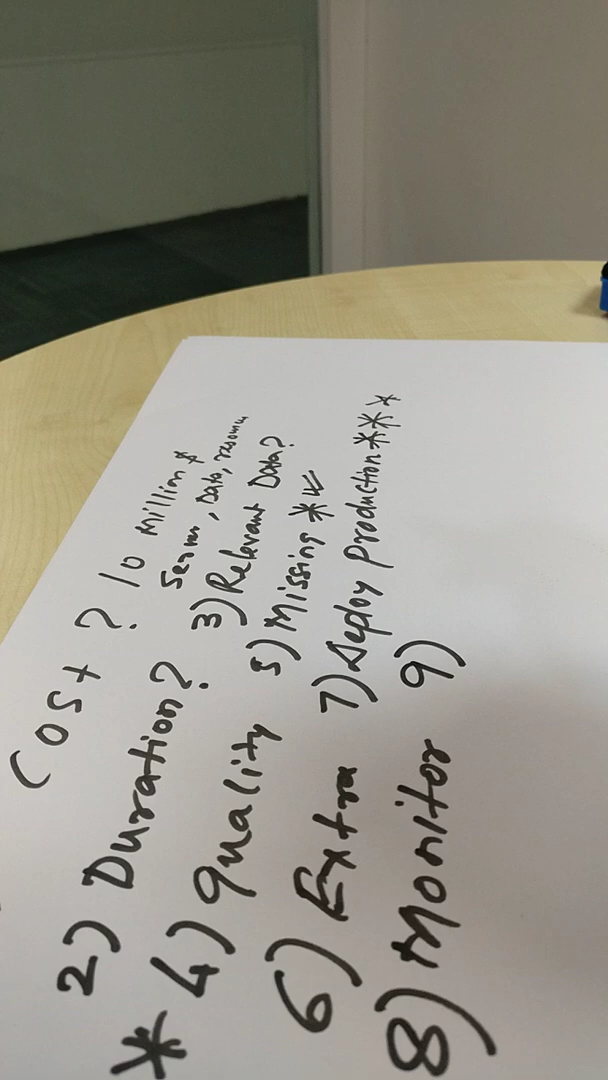 Cost? 10 million $
Server, Data, resources
2) Duration? 3) Relevant Data?
* 4) Quality 5) Missing *
6) Extra 7) Deploy production ***
8) Monitor 9)